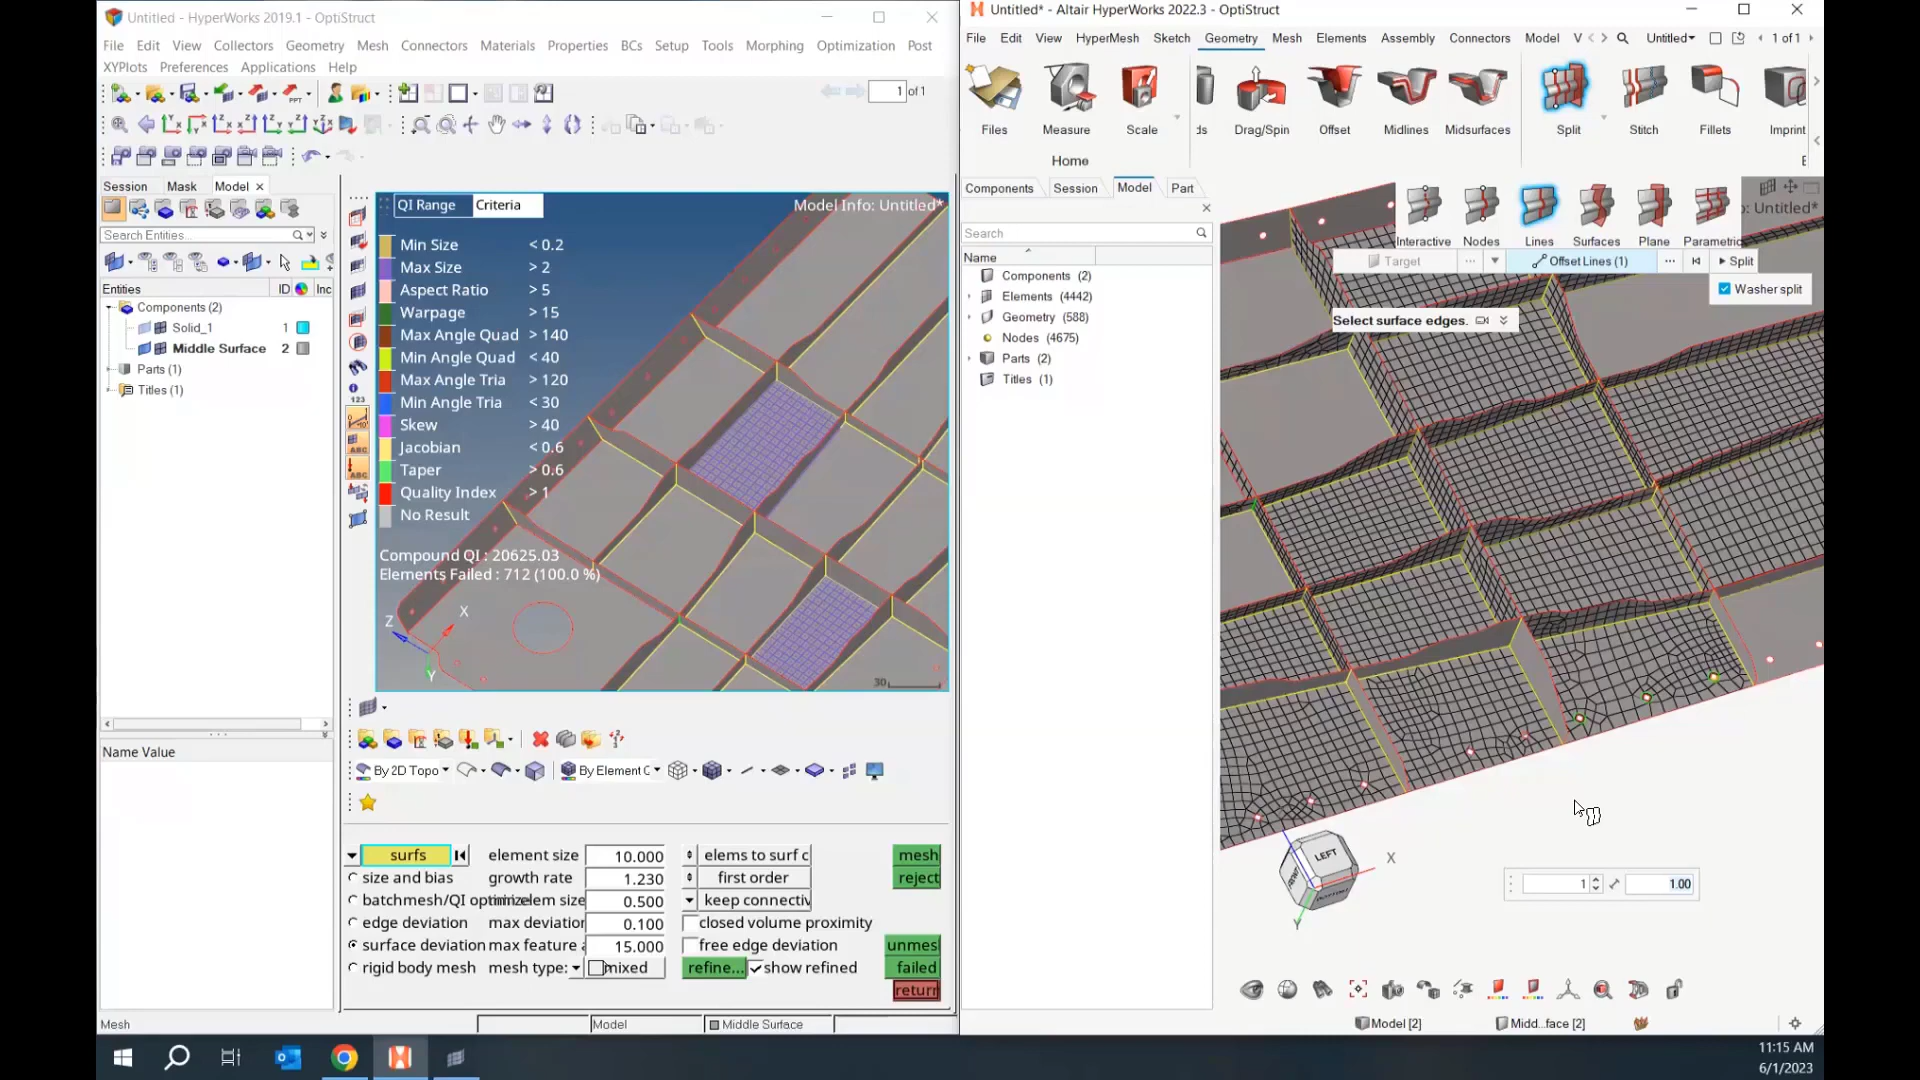 Untitled - HyperWorks 2019.1 - OptiStruct
File Edit View Collectors Geometry Mesh Connectors Materials Properties BCs Setup Tools Morphing Optimization Post
XYPlots Preferences Applications Help
1 of 1
Session Mask Model
Search Entities...
Entities ID Inc
Components (2)
Solid_1 1
Middle Surface 2
Parts (1)
Titles (1)
Name Value
QI Range Criteria
Model Info: Untitled*
Min Size < 0.2
Max Size > 2
Aspect Ratio > 5
Warpage > 15
Max Angle Quad > 140
Min Angle Quad < 40
Max Angle Tria > 120
Min Angle Tria < 30
Skew > 40
Jacobian < 0.6
Taper > 0.6
Quality Index > 1
No Result
Compound QI : 20625.03
Elements Failed : 712 (100.0 %)
X
Z
Y
30
123
ABC
ABC
By 2D Topo
By Element C
surfs element size 10.000 elems to surf c mesh
size and bias growth rate 1.230 first order reject
batchmesh/QI op elem size 0.500 keep connectiv
edge deviation max deviation 0.100 closed volume proximity
surface deviation max feature a 15.000 free edge deviation unmes
rigid body mesh mesh type: mixed refine... show refined failed
return
Mesh Model Middle Surface
Untitled* - Altair HyperWorks 2022.3 - OptiStruct
File Edit View HyperMesh Sketch Geometry Mesh Elements Assembly Connectors Model V Untitled 1 of 1
Files Measure Scale ds Drag/Spin Offset Midlines Midsurfaces Split Stitch Fillets Imprint
Home
Components Session Model Part
Search
Name
Components (2)
Elements (4442)
Geometry (588)
Nodes (4675)
Parts (2)
Titles (1)
Interactive Nodes Lines Surfaces Plane Parametric
o: Untitled*
Target ... Offset Lines (1) ... Split
Washer split
Select surface edges.
LEFT
X
Y
1 1.00
Model [2] Midd...face [2]
11:15 AM
6/1/2023